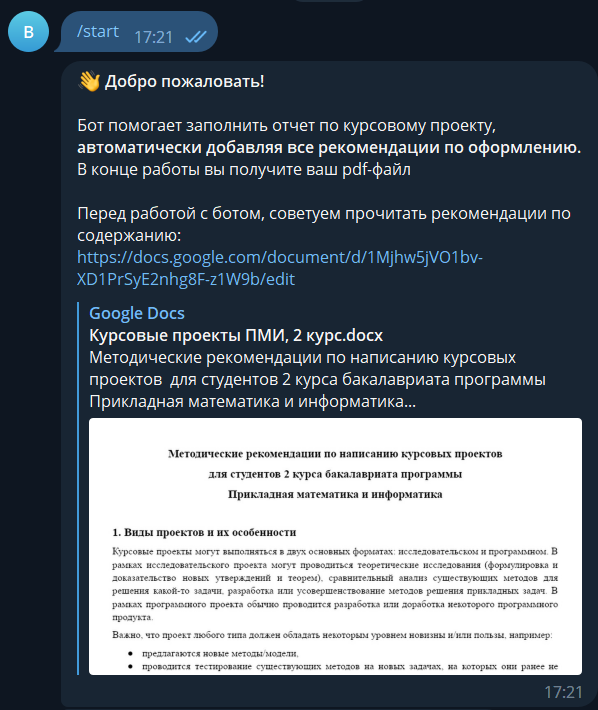 B
/start 17:21
👋 Добро пожаловать!
Бот помогает заполнить отчет по курсовому проекту,
автоматически добавляя все рекомендации по оформлению.
В конце работы вы получите ваш pdf-файл
Перед работой с ботом, советуем прочитать рекомендации по
содержанию:
https://docs.google.com/document/d/1Mjhw5jVO1bv-
XD1PrSyE2nhg8F-z1W9b/edit
Google Docs
Курсовые проекты ПМИ, 2 курс.docx
Методические рекомендации по написанию курсовых
проектов для студентов 2 курса бакалавриата программы
Прикладная математика и информатика...
Методические рекомендации по написанию курсовых проектов
для студентов 2 курса бакалавриата программы
Прикладная математика и информатика
1. Виды проектов и их особенности
Курсовые проекты могут выполняться в двух основных форматах: исследовательском и программном. В
рамках исследовательского проекта могут проводиться теоретические исследования (формулировка и
доказательство новых утверждений и теорем), сравнительный анализ существующих методов для
решения какой-то задачи, разработка или усовершенствование методов решения прикладных задач. В
рамках программного проекта обычно проводится разработка или доработка некоторого программного
продукта.
Важно, что проект любого типа должен обладать некоторым уровнем новизны и/или пользы, например:
● предлагаются новые методы/модели,
● проводится тестирование существующих методов на новых задачах, на которых они ранее не
17:21